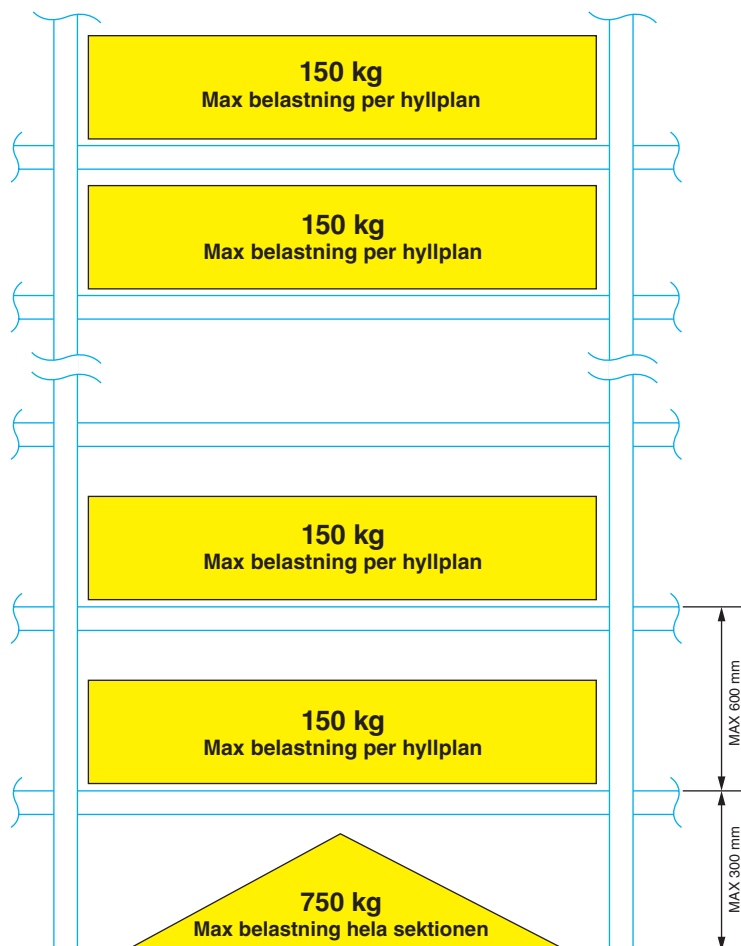 150 kg
Max belastning per hyllplan
150 kg
Max belastning per hyllplan
150 kg
Max belastning per hyllplan
MAX 600 mm
150 kg
Max belastning per hyllplan
MAX 300 mm
750 kg
Max belastning hela sektionen